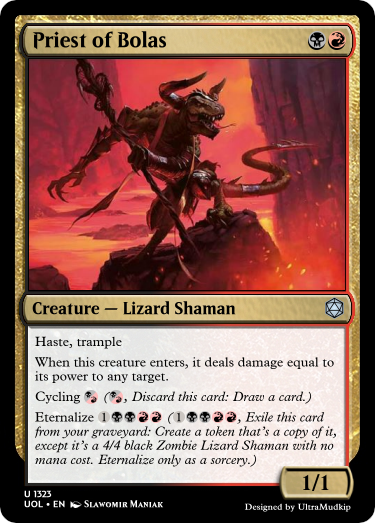 Priest of Bolas
Creature — Lizard Shaman
Haste, trample
When this creature enters, it deals damage equal to
its power to any target.
Cycling (, Discard this card: Draw a card.)
Eternalize 1 (1, Exile this card
from your graveyard: Create a token that's a copy of it,
except it's a 4/4 black Zombie Lizard Shaman with no
mana cost. Eternalize only as a sorcery.)
1/1
U 1323
UOL • EN Slawomir Maniak
Designed by UltraMudkip